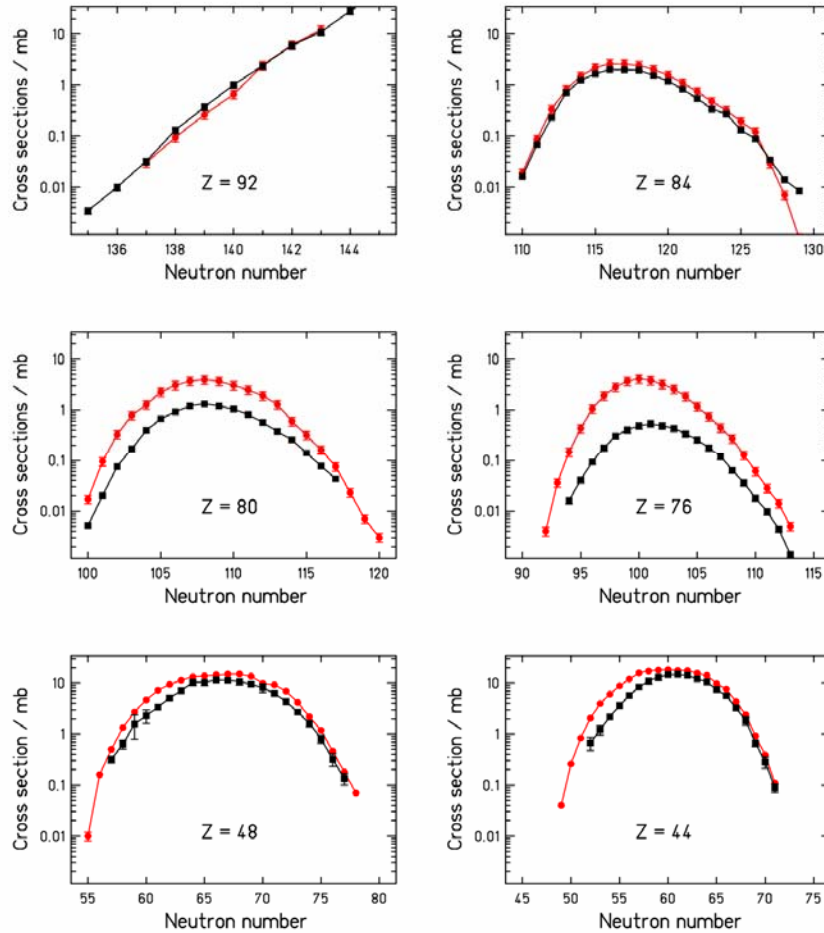 Cross secctions / mb
10
1
0.1
0.01
Z = 92
136 138 140 142 144
Neutron number
Cross secctions / mb
10
1
0.1
0.01
Z = 84
110 115 120 125 130
Neutron number
Cross secctions / mb
10
1
0.1
0.01
Z = 80
100 105 110 115 120
Neutron number
Cross secctions / mb
10
1
0.1
0.01
Z = 76
90 95 100 105 110 115
Neutron number
Cross section / mb
10
1
0.1
0.01
Z = 48
55 60 65 70 75 80
Neutron number
Cross section / mb
10
1
0.1
0.01
Z = 44
45 50 55 60 65 70 75
Neutron number